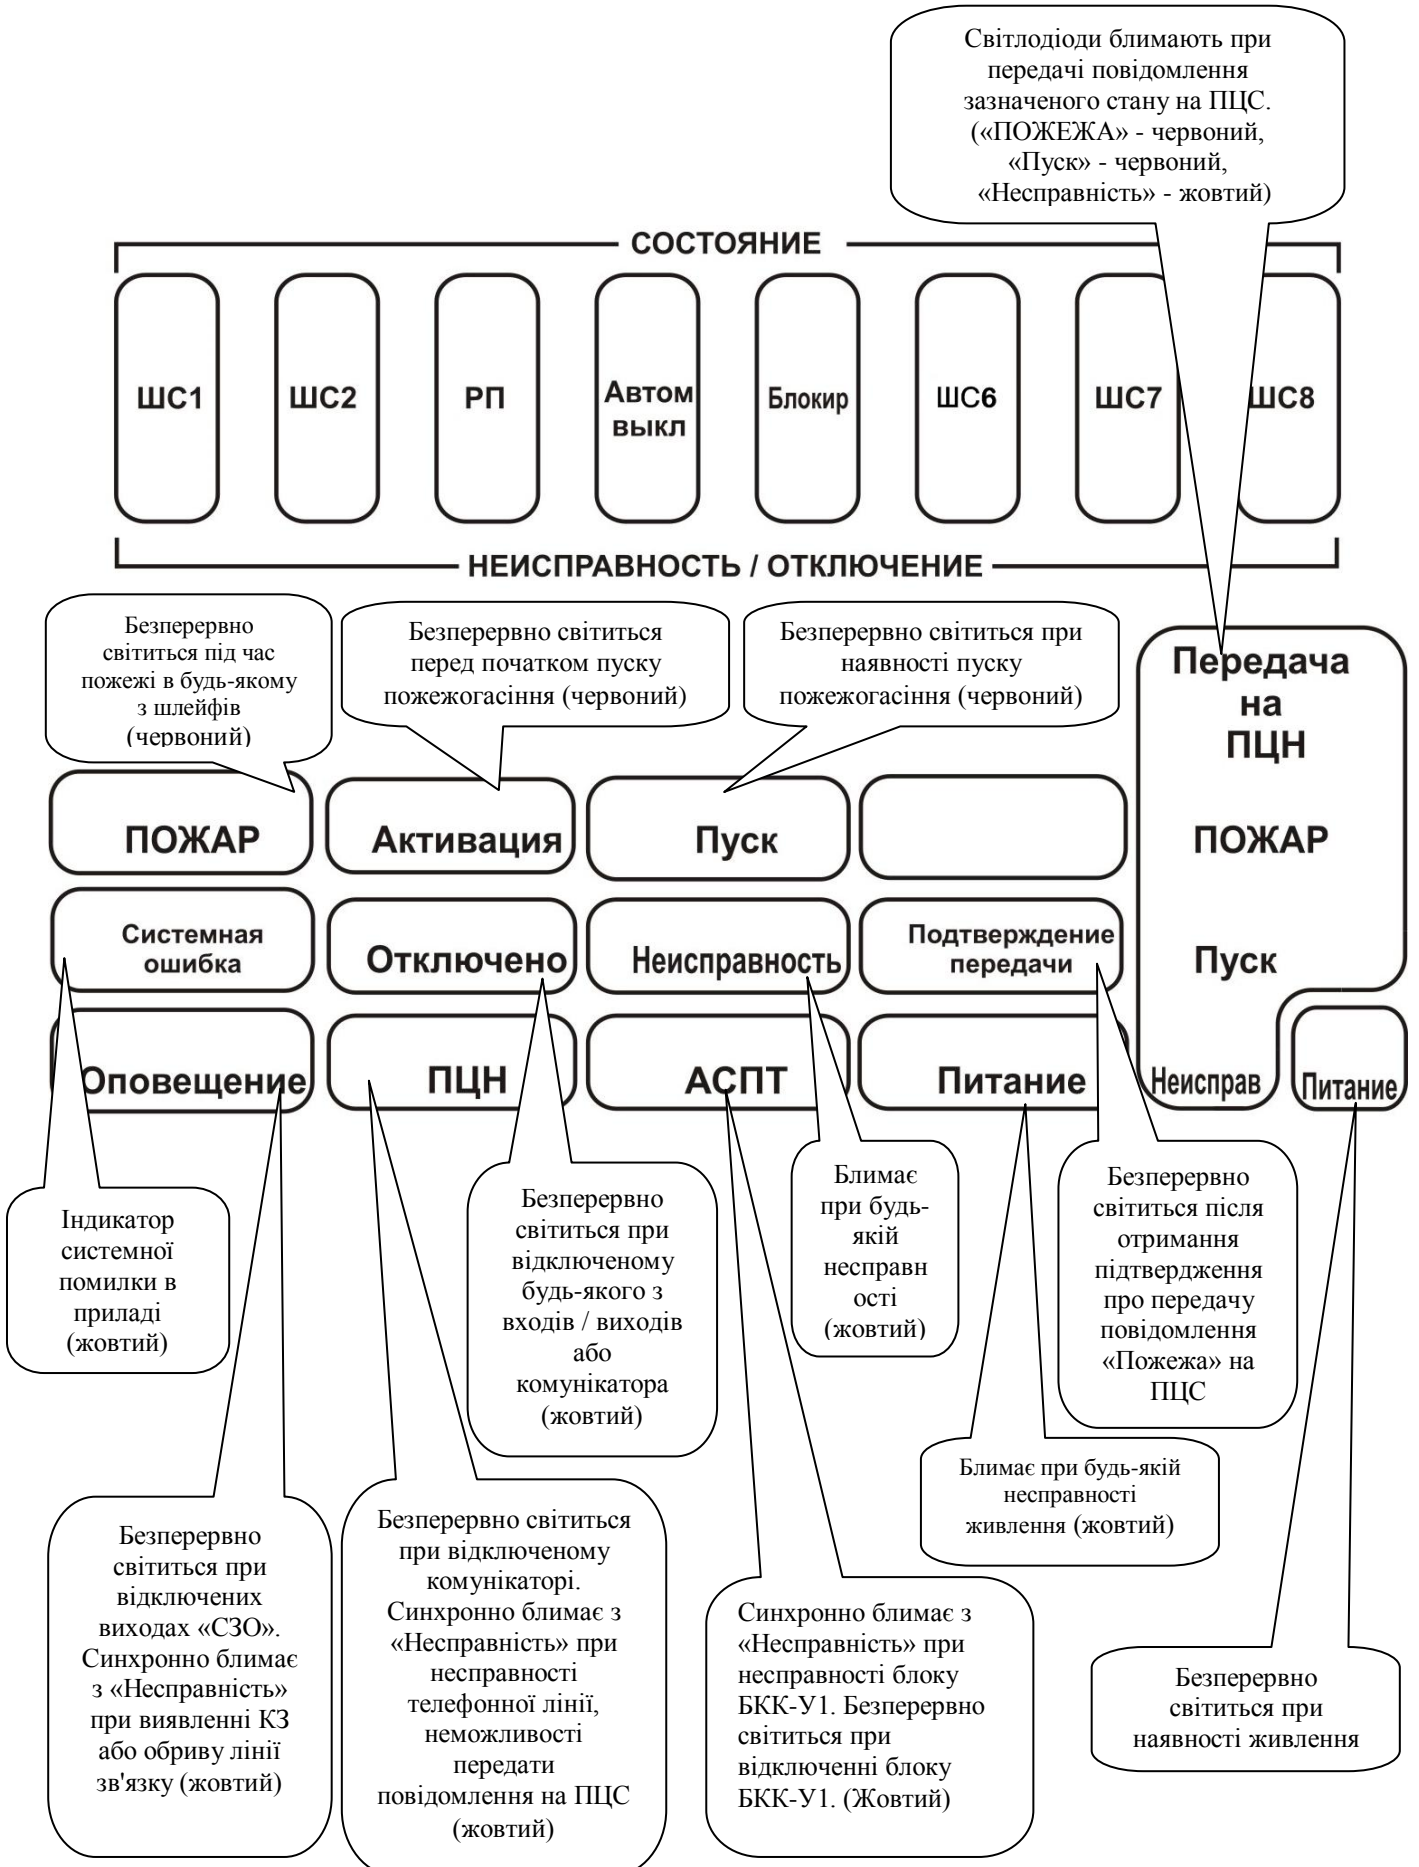 Світлодіоди блимають при
передачі повідомлення
зазначеного стану на ПЦС.
(«ПОЖЕЖА» - червоний,
«Пуск» - червоний,
«Несправність» - жовтий)
СОСТОЯНИЕ
ШС1
ШС2
РП
Автом
выкл
Блокир
ШС6
ШС7
ШС8
НЕИСПРАВНОСТЬ / ОТКЛЮЧЕНИЕ
Безперервно
світиться під час
пожежі в будь-якому
з шлейфів
(червоний)
Безперервно світиться
перед початком пуску
пожежогасіння (червоний)
Безперервно світиться при
наявності пуску
пожежогасіння (червоний)
Передача
на
ПЦН
ПОЖАР
Пуск
Неисправ
Питание
ПОЖАР
Активация
Пуск
Системная
ошибка
Отключено
Неисправность
Подтверждение
передачи
Оповещение
ПЦН
АСПТ
Питание
Індикатор
системної
помилки в
приладі
(жовтий)
Безперервно
світиться при
відключеному
будь-якого з
входів / виходів
або
комунікатора
(жовтий)
Блимає
при будь-
якій
несправн
ості
(жовтий)
Безперервно
світиться після
отримання
підтвердження
про передачу
повідомлення
«Пожежа» на
ПЦС
Блимає при будь-якій
несправності
живлення (жовтий)
Безперервно
світиться при
відключених
виходах «СЗО».
Синхронно блимає
з «Несправність»
при виявленні КЗ
або обриву лінії
зв'язку (жовтий)
Безперервно світиться
при відключеному
комунікаторі.
Синхронно блимає з
«Несправність» при
несправності
телефонної лінії,
неможливості
передати
повідомлення на ПЦС
(жовтий)
Синхронно блимає з
«Несправність» при
несправності блоку
БКК-У1. Безперервно
світиться при
відключенні блоку
БКК-У1. (Жовтий)
Безперервно
світиться при
наявності живлення